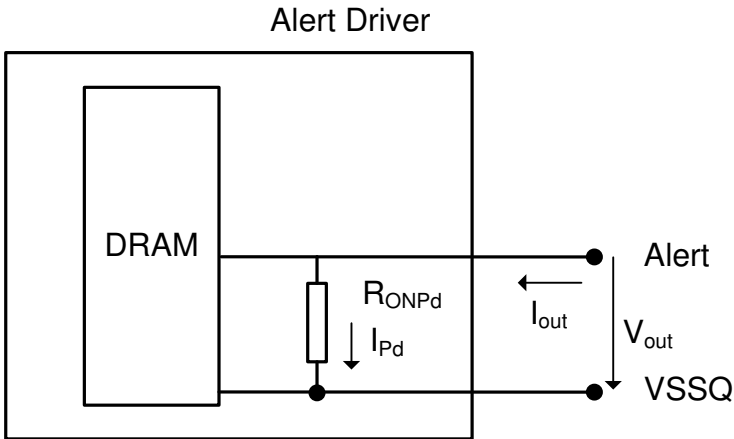 Alert Driver
DRAM
Alert
R_ONPd
I_out
I_Pd
V_out
VSSQ